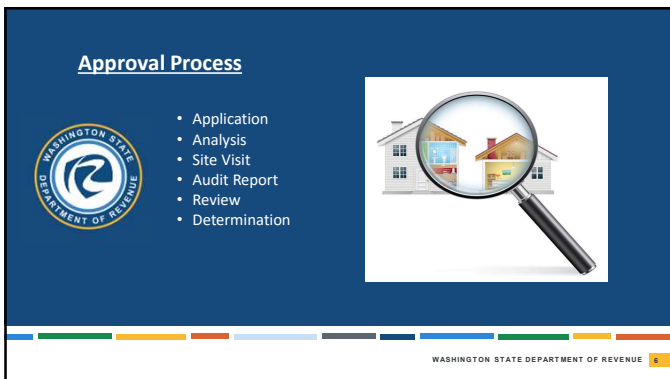 Approval Process
WASHINGTON STATE
DEPARTMENT OF REVENUE
• Application
• Analysis
• Site Visit
• Audit Report
• Review
• Determination
WASHINGTON STATE DEPARTMENT OF REVENUE 6